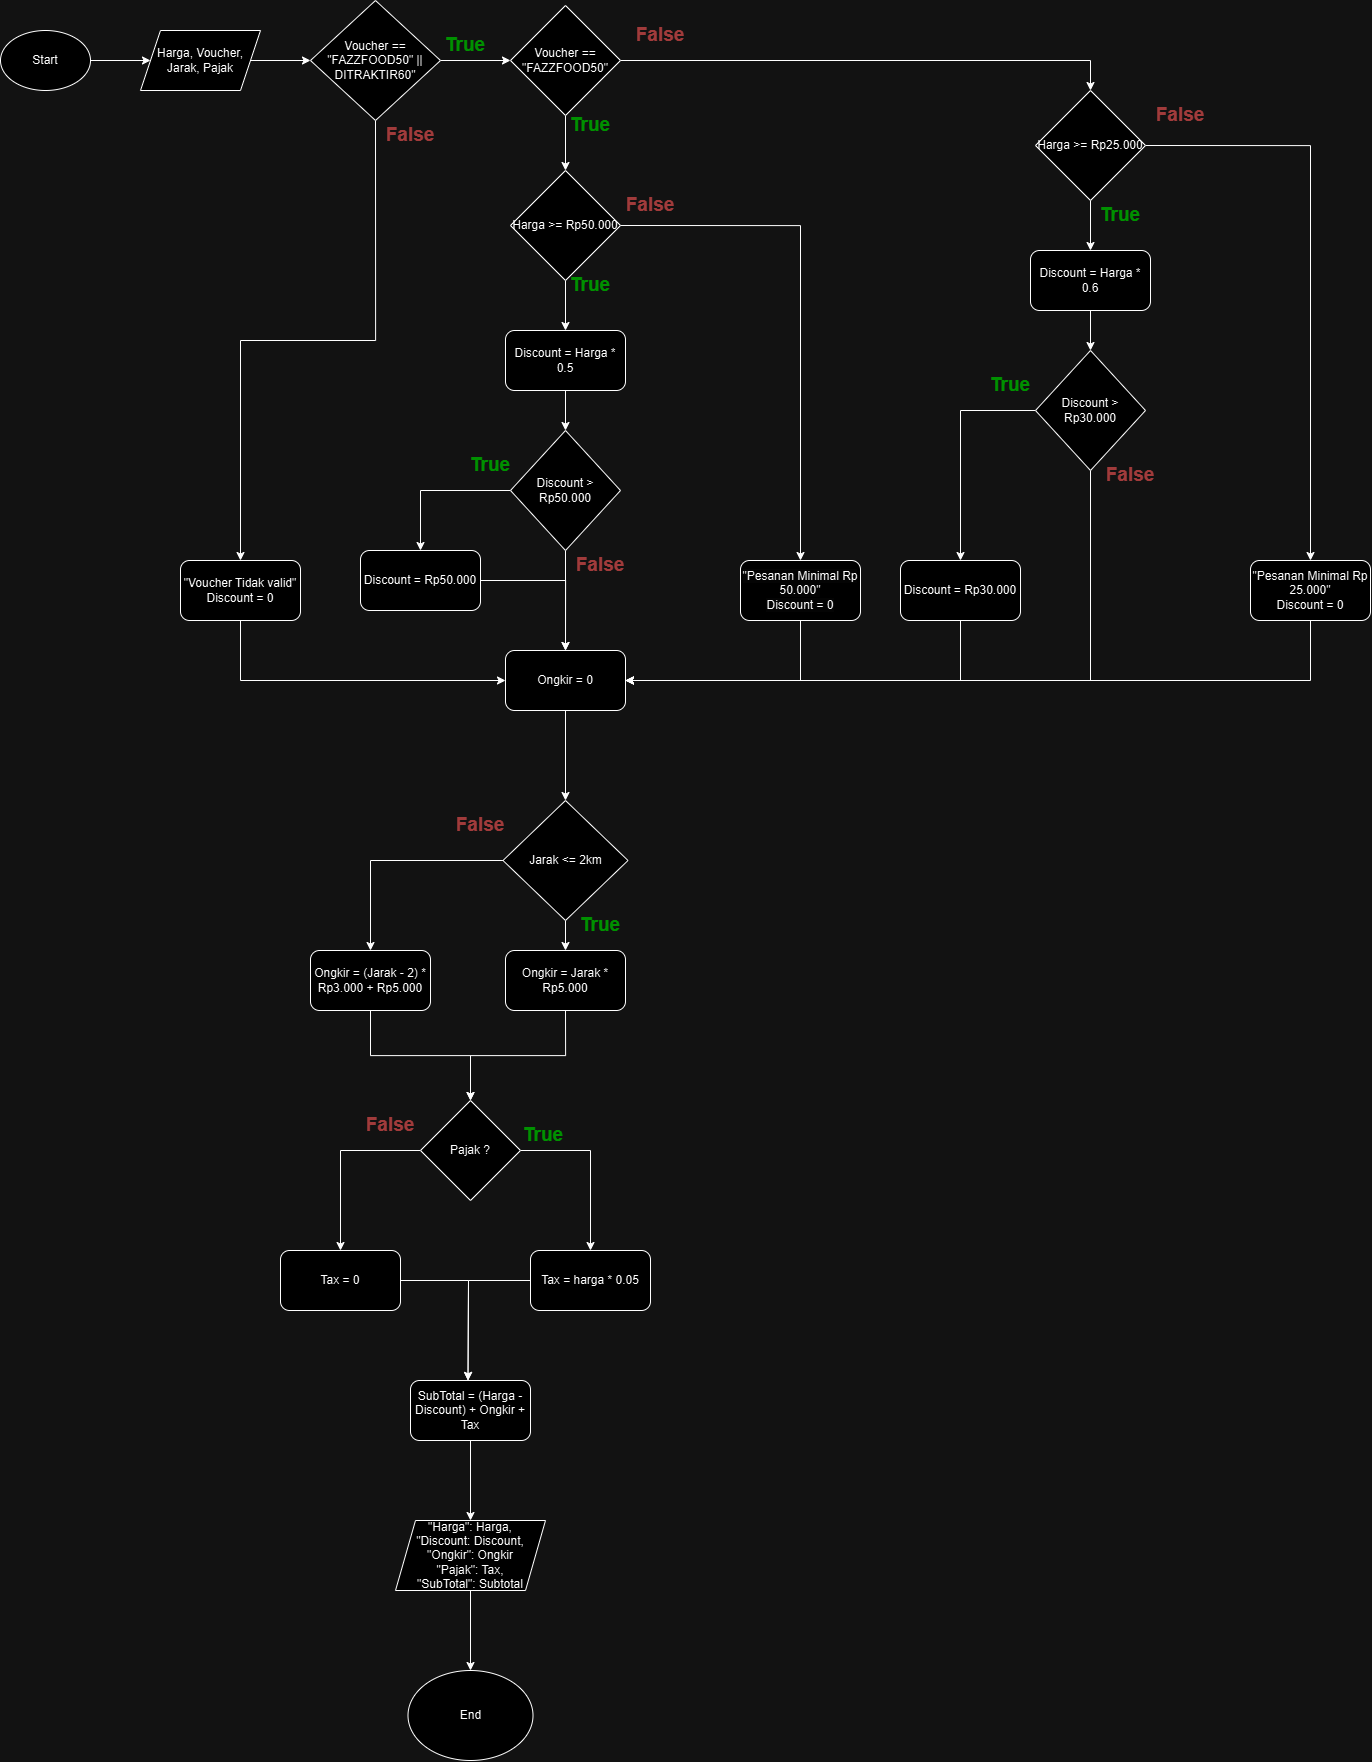 Start
Harga, Voucher,
Jarak, Pajak
Voucher ==
"FAZZFOOD50" ||
DITRAKTIR60"
True
False
Voucher ==
"FAZZFOOD50"
False
True
Harga >= Rp25.000
False
True
Harga >= Rp50.000
False
True
Discount = Harga *
0.6
Discount = Harga *
0.5
True
Discount >
Rp30.000
False
True
Discount >
Rp50.000
False
"Voucher Tidak valid"
Discount = 0
Discount = Rp50.000
"Pesanan Minimal Rp
50.000"
Discount = 0
Discount = Rp30.000
"Pesanan Minimal Rp
25.000"
Discount = 0
Ongkir = 0
False
Jarak <= 2km
True
Ongkir = (Jarak - 2) *
Rp3.000 + Rp5.000
Ongkir = Jarak *
Rp5.000
False
Pajak ?
True
Tax = 0
Tax = harga * 0.05
SubTotal = (Harga -
Discount) + Ongkir +
Tax
"Harga": Harga,
"Discount: Discount,
"Ongkir": Ongkir
"Pajak": Tax,
"SubTotal": Subtotal
End